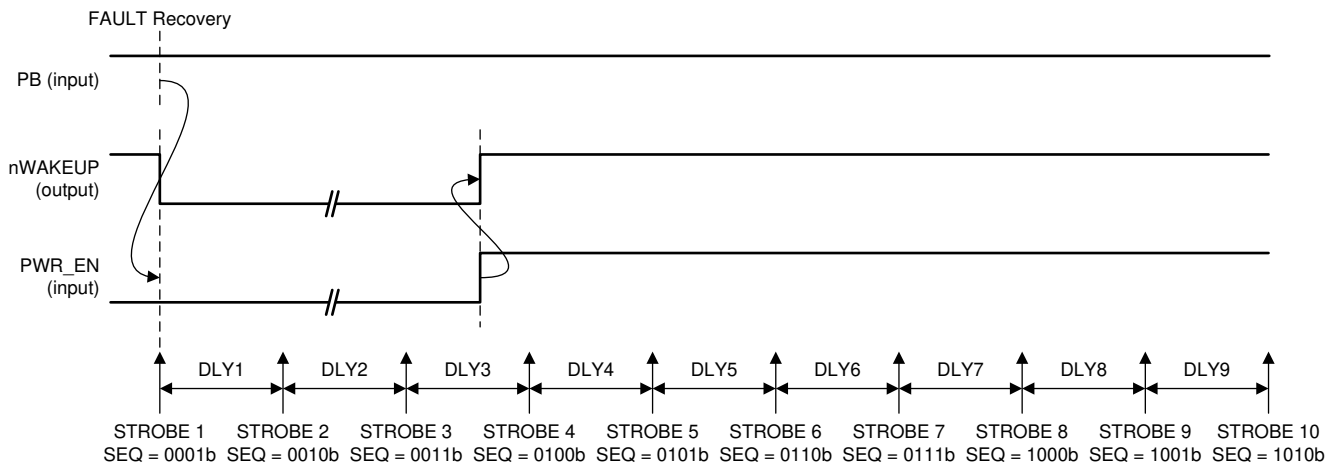 FAULT Recovery
PB (input)
nWAKEUP
(output)
PWR_EN
(input)
DLY1 DLY2 DLY3 DLY4 DLY5 DLY6 DLY7 DLY8 DLY9
STROBE 1 STROBE 2 STROBE 3 STROBE 4 STROBE 5 STROBE 6 STROBE 7 STROBE 8 STROBE 9 STROBE 10
SEQ = 0001b SEQ = 0010b SEQ = 0011b SEQ = 0100b SEQ = 0101b SEQ = 0110b SEQ = 0111b SEQ = 1000b SEQ = 1001b SEQ = 1010b